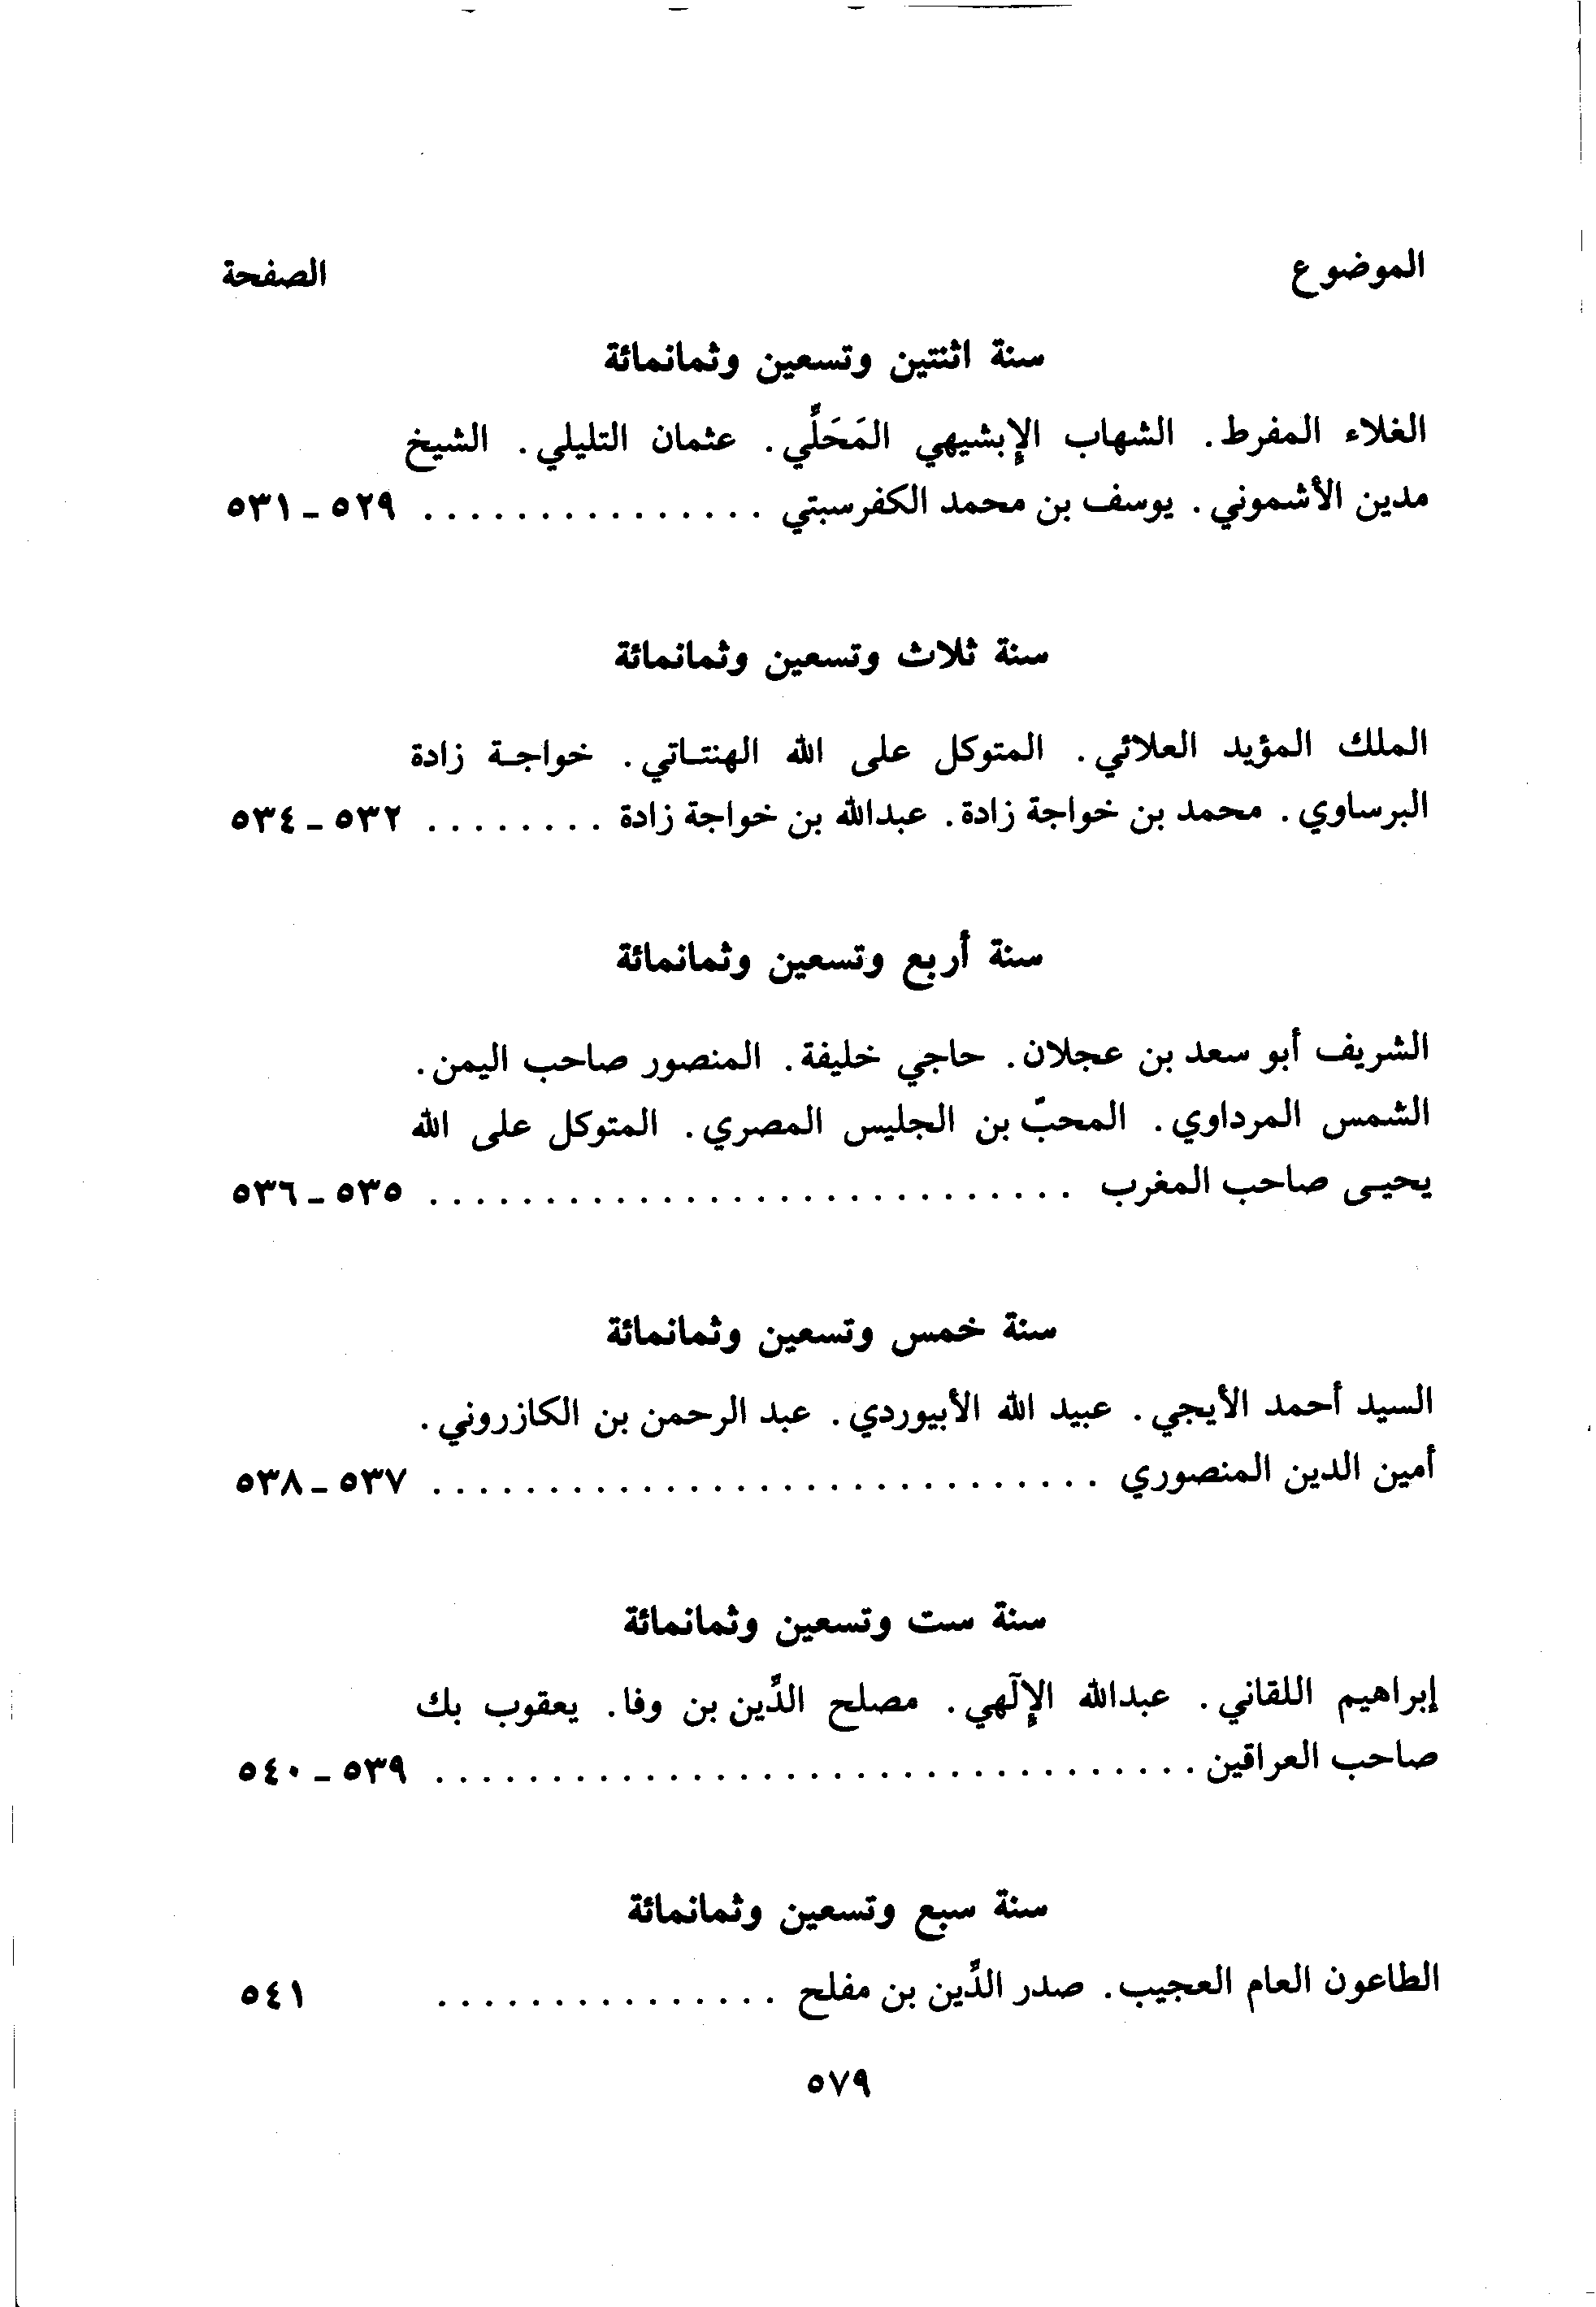 الموضوع الصفحة
سنة اثنتين وتسعين وثمانمائة
الغلاء المفرط. الشهاب الإبشيهي المَحَلِّي. عثمان التليلي. الشيخ
مدين الأشموني. يوسف بن محمد الكفرسبتي . . . . . . . . . . . . . . . ٥٢٩ ـ ٥٣١
سنة ثلاث وتسعين وثمانمائة
الملك المؤيد العلائي. المتوكل على الله الهنتـاتي. خواجـة زادة
البرساوي. محمد بن خواجة زادة. عبدالله بن خواجة زادة . . . . . . . . ٥٣٢ ـ ٥٣٤
سنة أربع وتسعين وثمانمائة
الشريف أبو سعد بن عجلان. حاجي خليفة. المنصور صاحب اليمن.
الشمس المرداوي. المحبّ بن الجليس المصري. المتوكل على الله
يحيـى صاحب المغرب . . . . . . . . . . . . . . . . . . . . . . . . . . . . ٥٣٥ ـ ٥٣٦
سنة خمس وتسعين وثمانمائة
السيد أحمد الأيجي. عبيد الله الأبيوردي. عبد الرحمن بن الكازروني.
أمين الدين المنصوري . . . . . . . . . . . . . . . . . . . . . . . . . . . . . ٥٣٧ ـ ٥٣٨
سنة ست وتسعين وثمانمائة
إبراهيم اللقاني. عبدالله الإلٓهي. مصلح الدِّين بن وفا. يعقوب بك
صاحب العراقين . . . . . . . . . . . . . . . . . . . . . . . . . . . . . . . . . ٥٣٩ ـ ٥٤٠
سنة سبع وتسعين وثمانمائة
الطاعون العام العجيب. صدر الدِّين بن مفلح . . . . . . . . . . . . . . . ٥٤١
٥٧٩